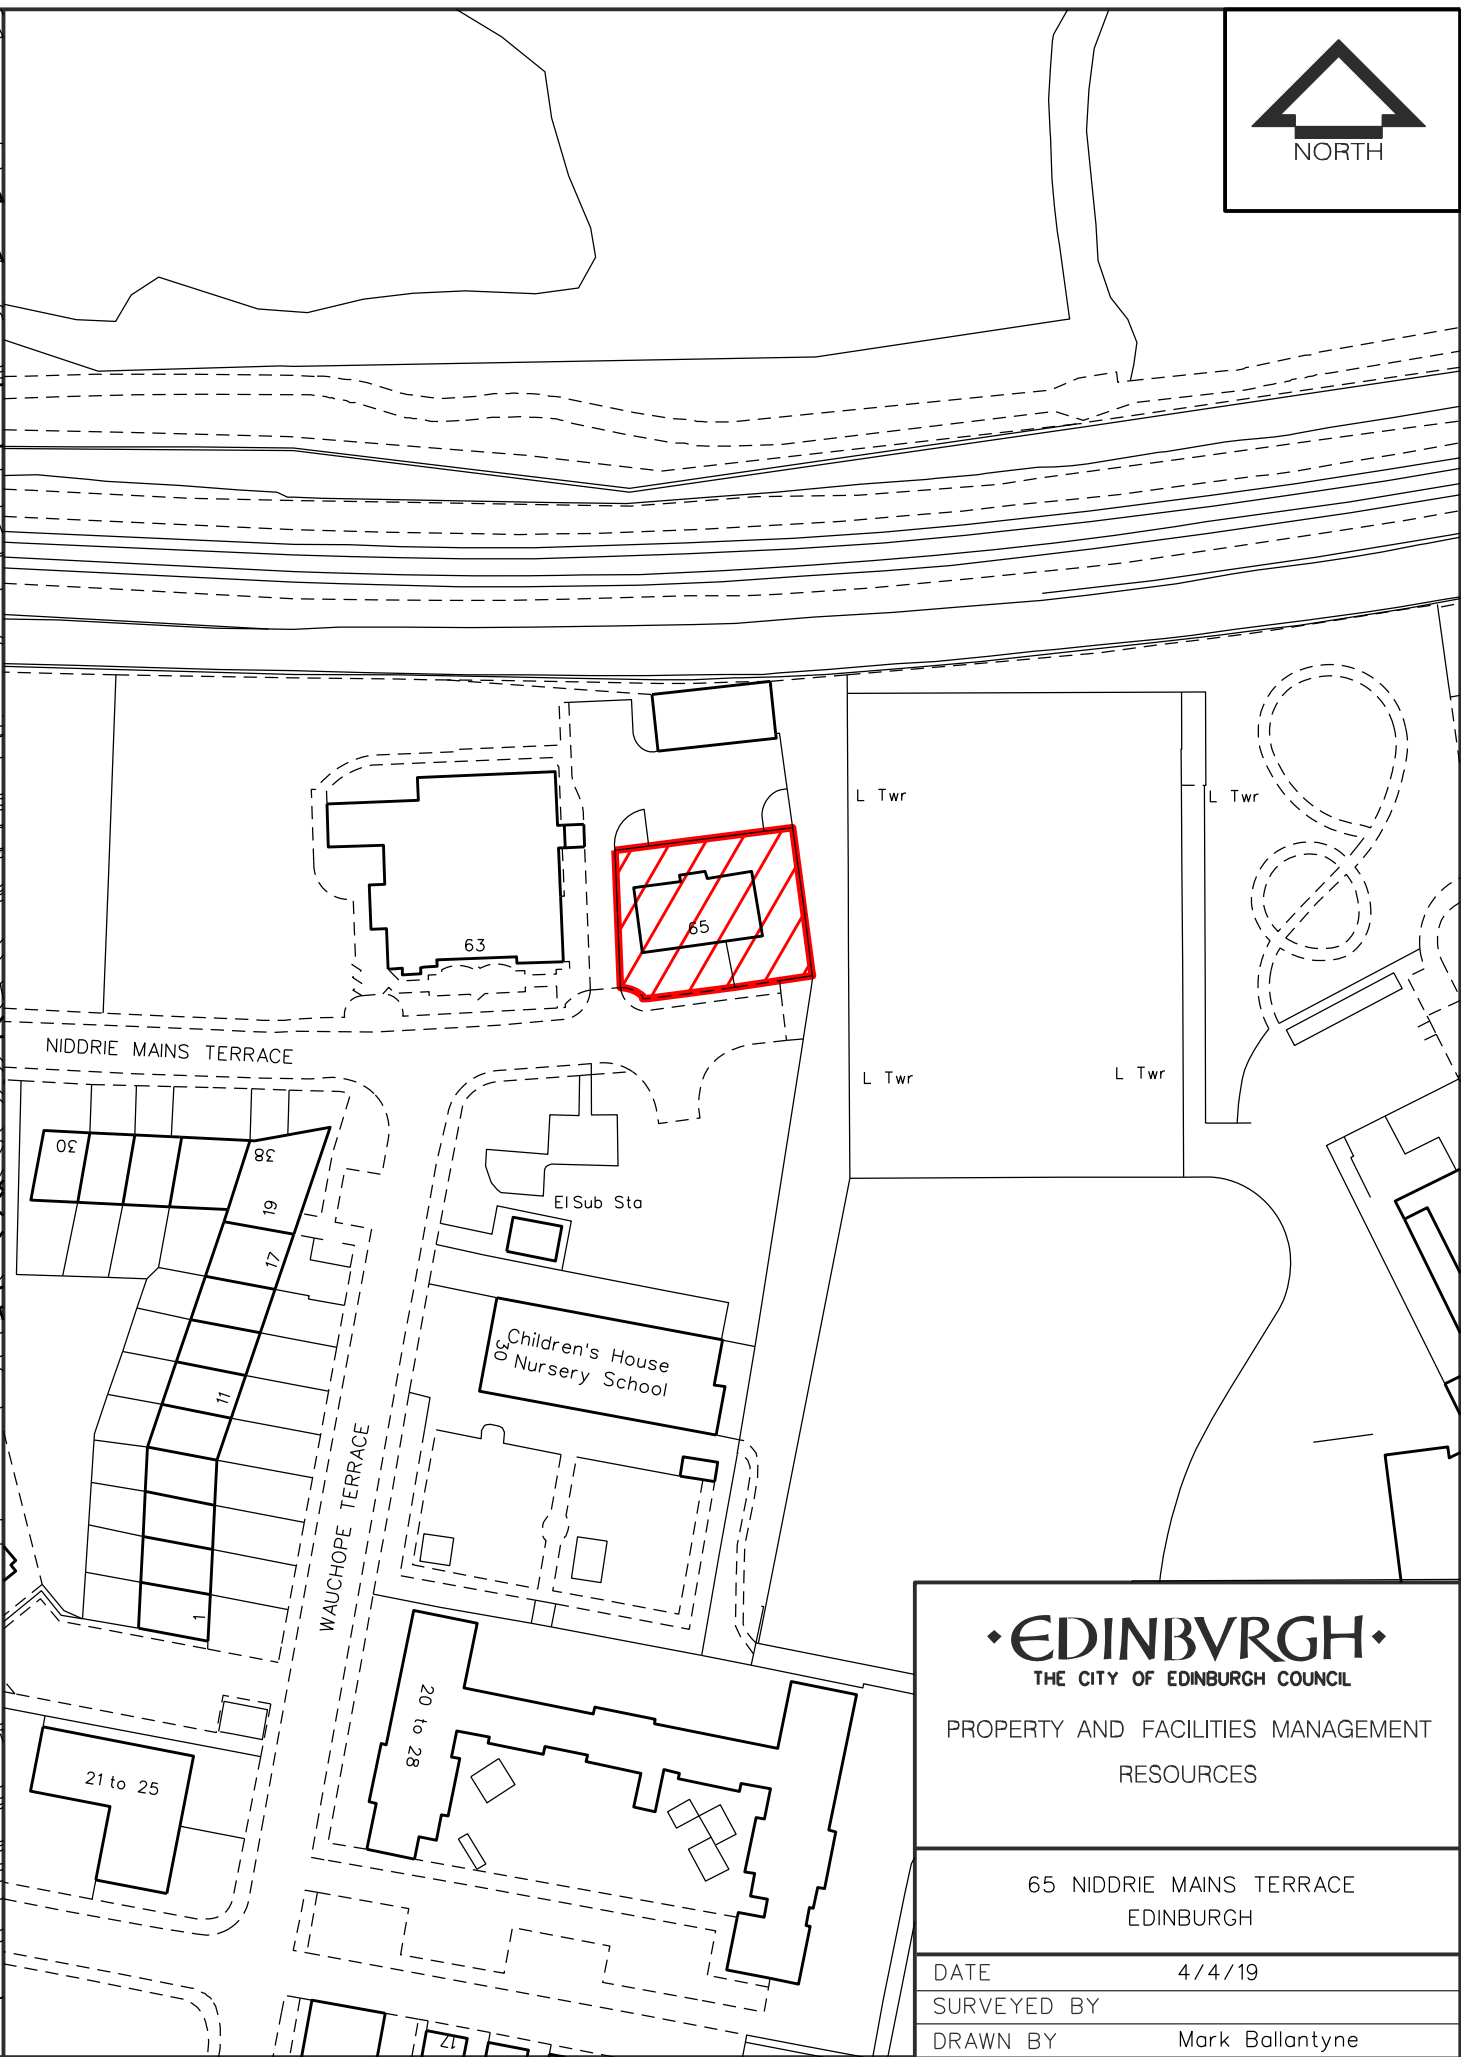 NORTH
L Twr
L Twr
65
63
NIDDRIE MAINS TERRACE
L Twr
L Twr
30
38
19
El Sub Sta
17
30
Children's House
Nursery School
11
WAUCHOPE TERRACE
1
20 to 28
21 to 25
17
•EDINBVRGH•
THE CITY OF EDINBURGH COUNCIL
PROPERTY AND FACILITIES MANAGEMENT
RESOURCES
65 NIDDRIE MAINS TERRACE
EDINBURGH
DATE 4/4/19
SURVEYED BY
DRAWN BY Mark Ballantyne